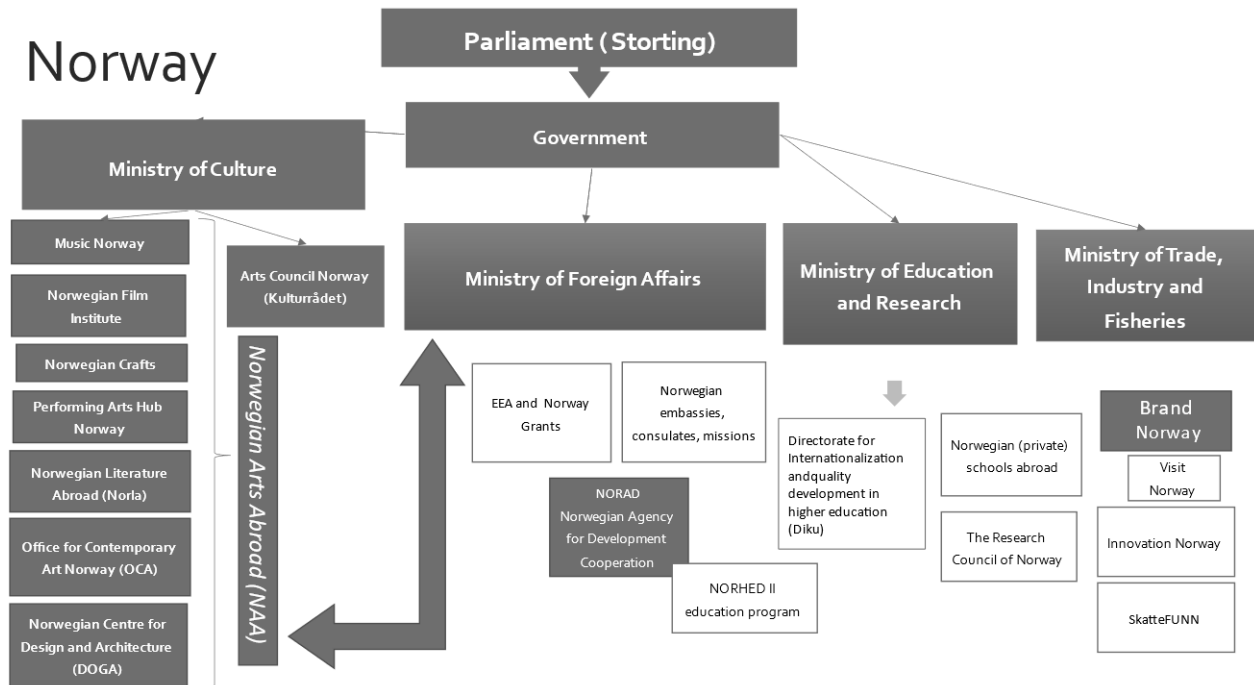 Norway
Parliament (Storting)
Government
Ministry of Culture
Music Norway
Norwegian Film
Institute
Norwegian Crafts
Performing Arts Hub
Norway
Norwegian Literature
Abroad (Norla)
Office for Contemporary
Art Norway (OCA)
Norwegian Centre for
Design and Architecture
(DOGA)
Arts Council Norway
(Kulturrådet)
Norwegian Arts Abroad (NAA)
Ministry of Foreign Affairs
EEA and Norway
Grants
Norwegian
embassies,
consulates, missions
NORAD
Norwegian Agency
for Development
Cooperation
NORHED II
education program
Ministry of Education
and Research
Directorate for
Internationalization
andquality
development in
higher education
(Diku)
Norwegian (private)
schools abroad
The Research
Council of Norway
Ministry of Trade,
Industry and
Fisheries
Brand
Norway
Visit
Norway
Innovation Norway
SkatteFUNN